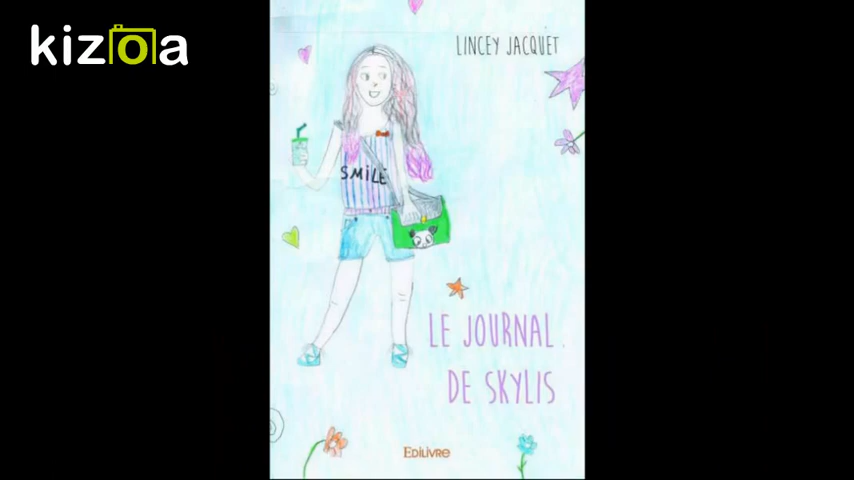 kizoa
LINCEY JACQUET
SMILE
LE JOURNAL
DE SKYLIS
EDILIVRE